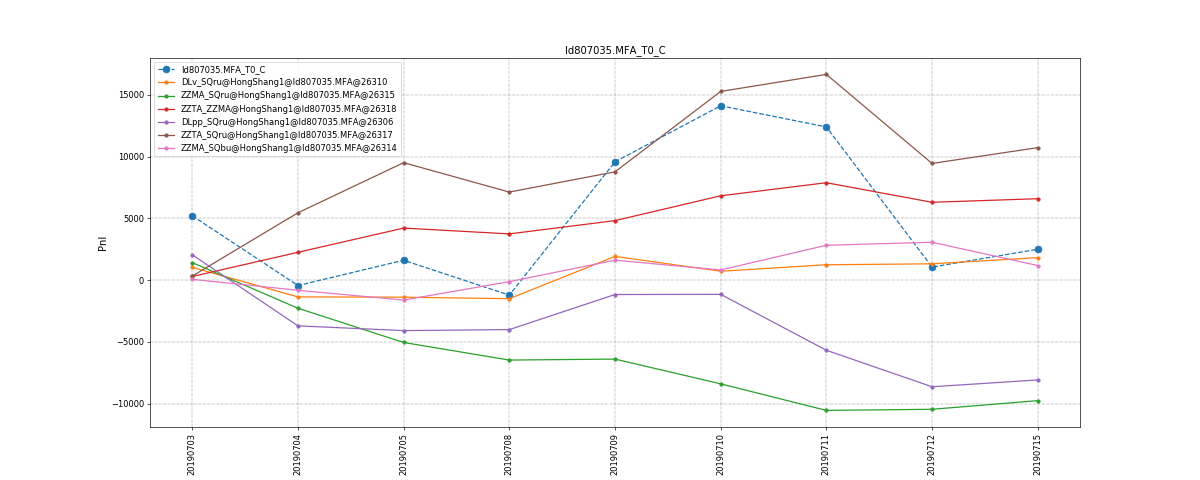 ld807035.MFA_T0_C
ld807035.MFA_T0_C
DLv_SQru@HongShang1@ld807035.MFA@26310
ZZMA_SQru@HongShang1@ld807035.MFA@26315
ZZTA_ZZMA@HongShang1@ld807035.MFA@26318
DLpp_SQru@HongShang1@ld807035.MFA@26306
ZZTA_SQru@HongShang1@ld807035.MFA@26317
ZZMA_SQbu@HongShang1@ld807035.MFA@26314
15000
10000
5000
0
−5000
−10000
Pnl
20190703
20190704
20190705
20190708
20190709
20190710
20190711
20190712
20190715